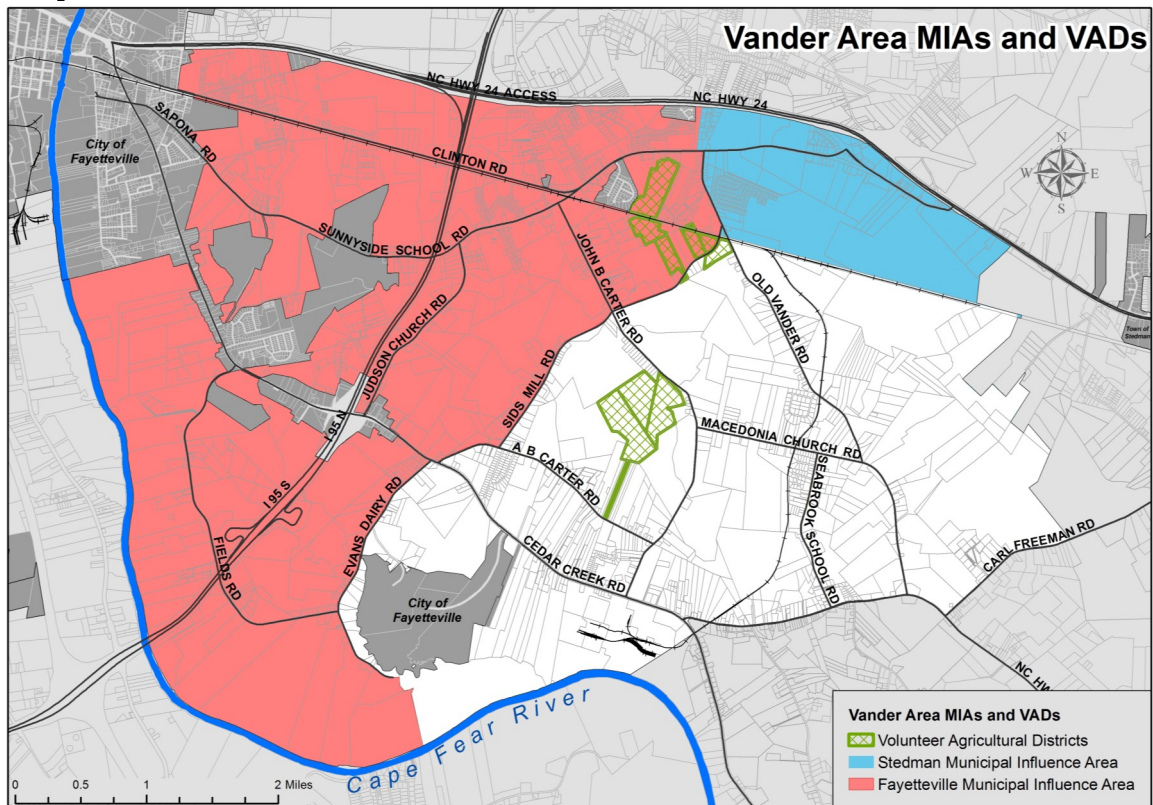 Vander Area MIAs and VADs
NC HWY 24 ACCESS
NC HWY 24
City of
Fayetteville
SAPONA RD
CLINTON RD
N
W
E
S
SUNNYSIDE SCHOOL RD
JOHN B CARTER RD
OLD VANDER RD
Town of
Stedman
JUDSON CHURCH RD
I 95 N
SIDS MILL RD
MACEDONIA CHURCH RD
A B CARTER RD
SEABROOK SCHOOL RD
I 95 S
EVANS DAIRY RD
FIELDS RD
CEDAR CREEK RD
CARL FREEMAN RD
City of
Fayetteville
NC HW
Cape Fear River
Vander Area MIAs and VADs
Volunteer Agricultural Districts
Stedman Municipal Influence Area
Fayetteville Municipal Influence Area
0 0.5 1 2 Miles